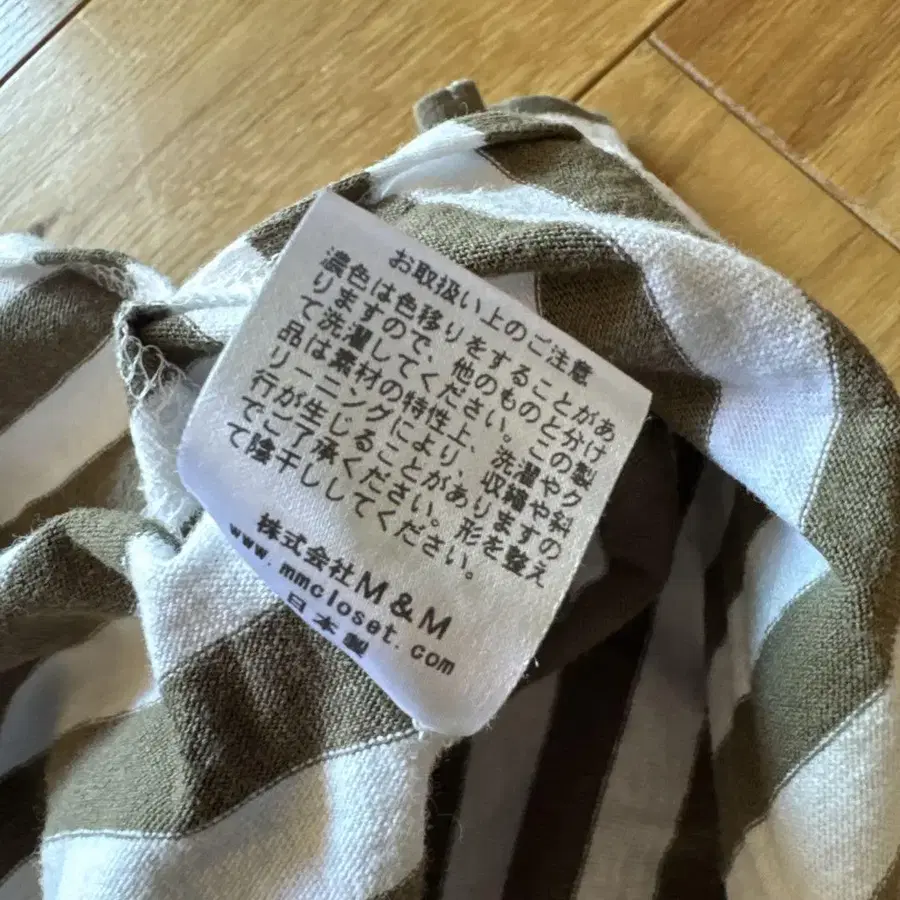 お取扱い上のご注意
濃色は色移りをすることがあ
りますので、他のものと分け
て洗濯してください。この製
品は素材の特性上、洗濯やク
リーニングにより、収縮や斜
行が生じることがありますの
でご了承ください。形を整え
て陰干ししてください。
株式会社M&M
www.mmcloset.com
日本製